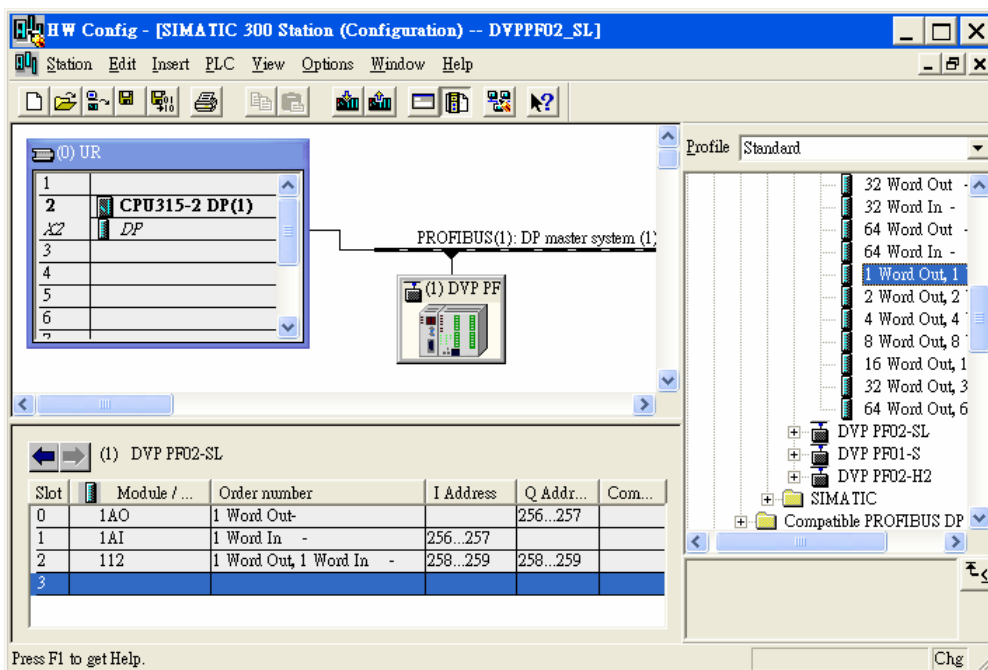 HW Config - [SIMATIC 300 Station (Configuration) -- DVPPF02_SL]
Station Edit Insert PLC View Options Window Help
(0) UR
1
2 CPU315-2 DP(1)
X2 DP
3
4
5
6
7
PROFIBUS(1): DP master system (1)
(1) DVP PF
Profile Standard
32 Word Out -
32 Word In -
64 Word Out -
64 Word In -
1 Word Out, 1
2 Word Out, 2
4 Word Out, 4
8 Word Out, 8
16 Word Out, 1
32 Word Out, 3
64 Word Out, 6
DVP PF02-SL
DVP PF01-S
DVP PF02-H2
SIMATIC
Compatible PROFIBUS DP
(1) DVP PF02-SL
Slot Module / ... Order number I Address Q Addr... Com...
0 1AO 1 Word Out- 256...257
1 1AI 1 Word In - 256...257
2 112 1 Word Out, 1 Word In - 258...259 258...259
3
Press F1 to get Help.
Chg